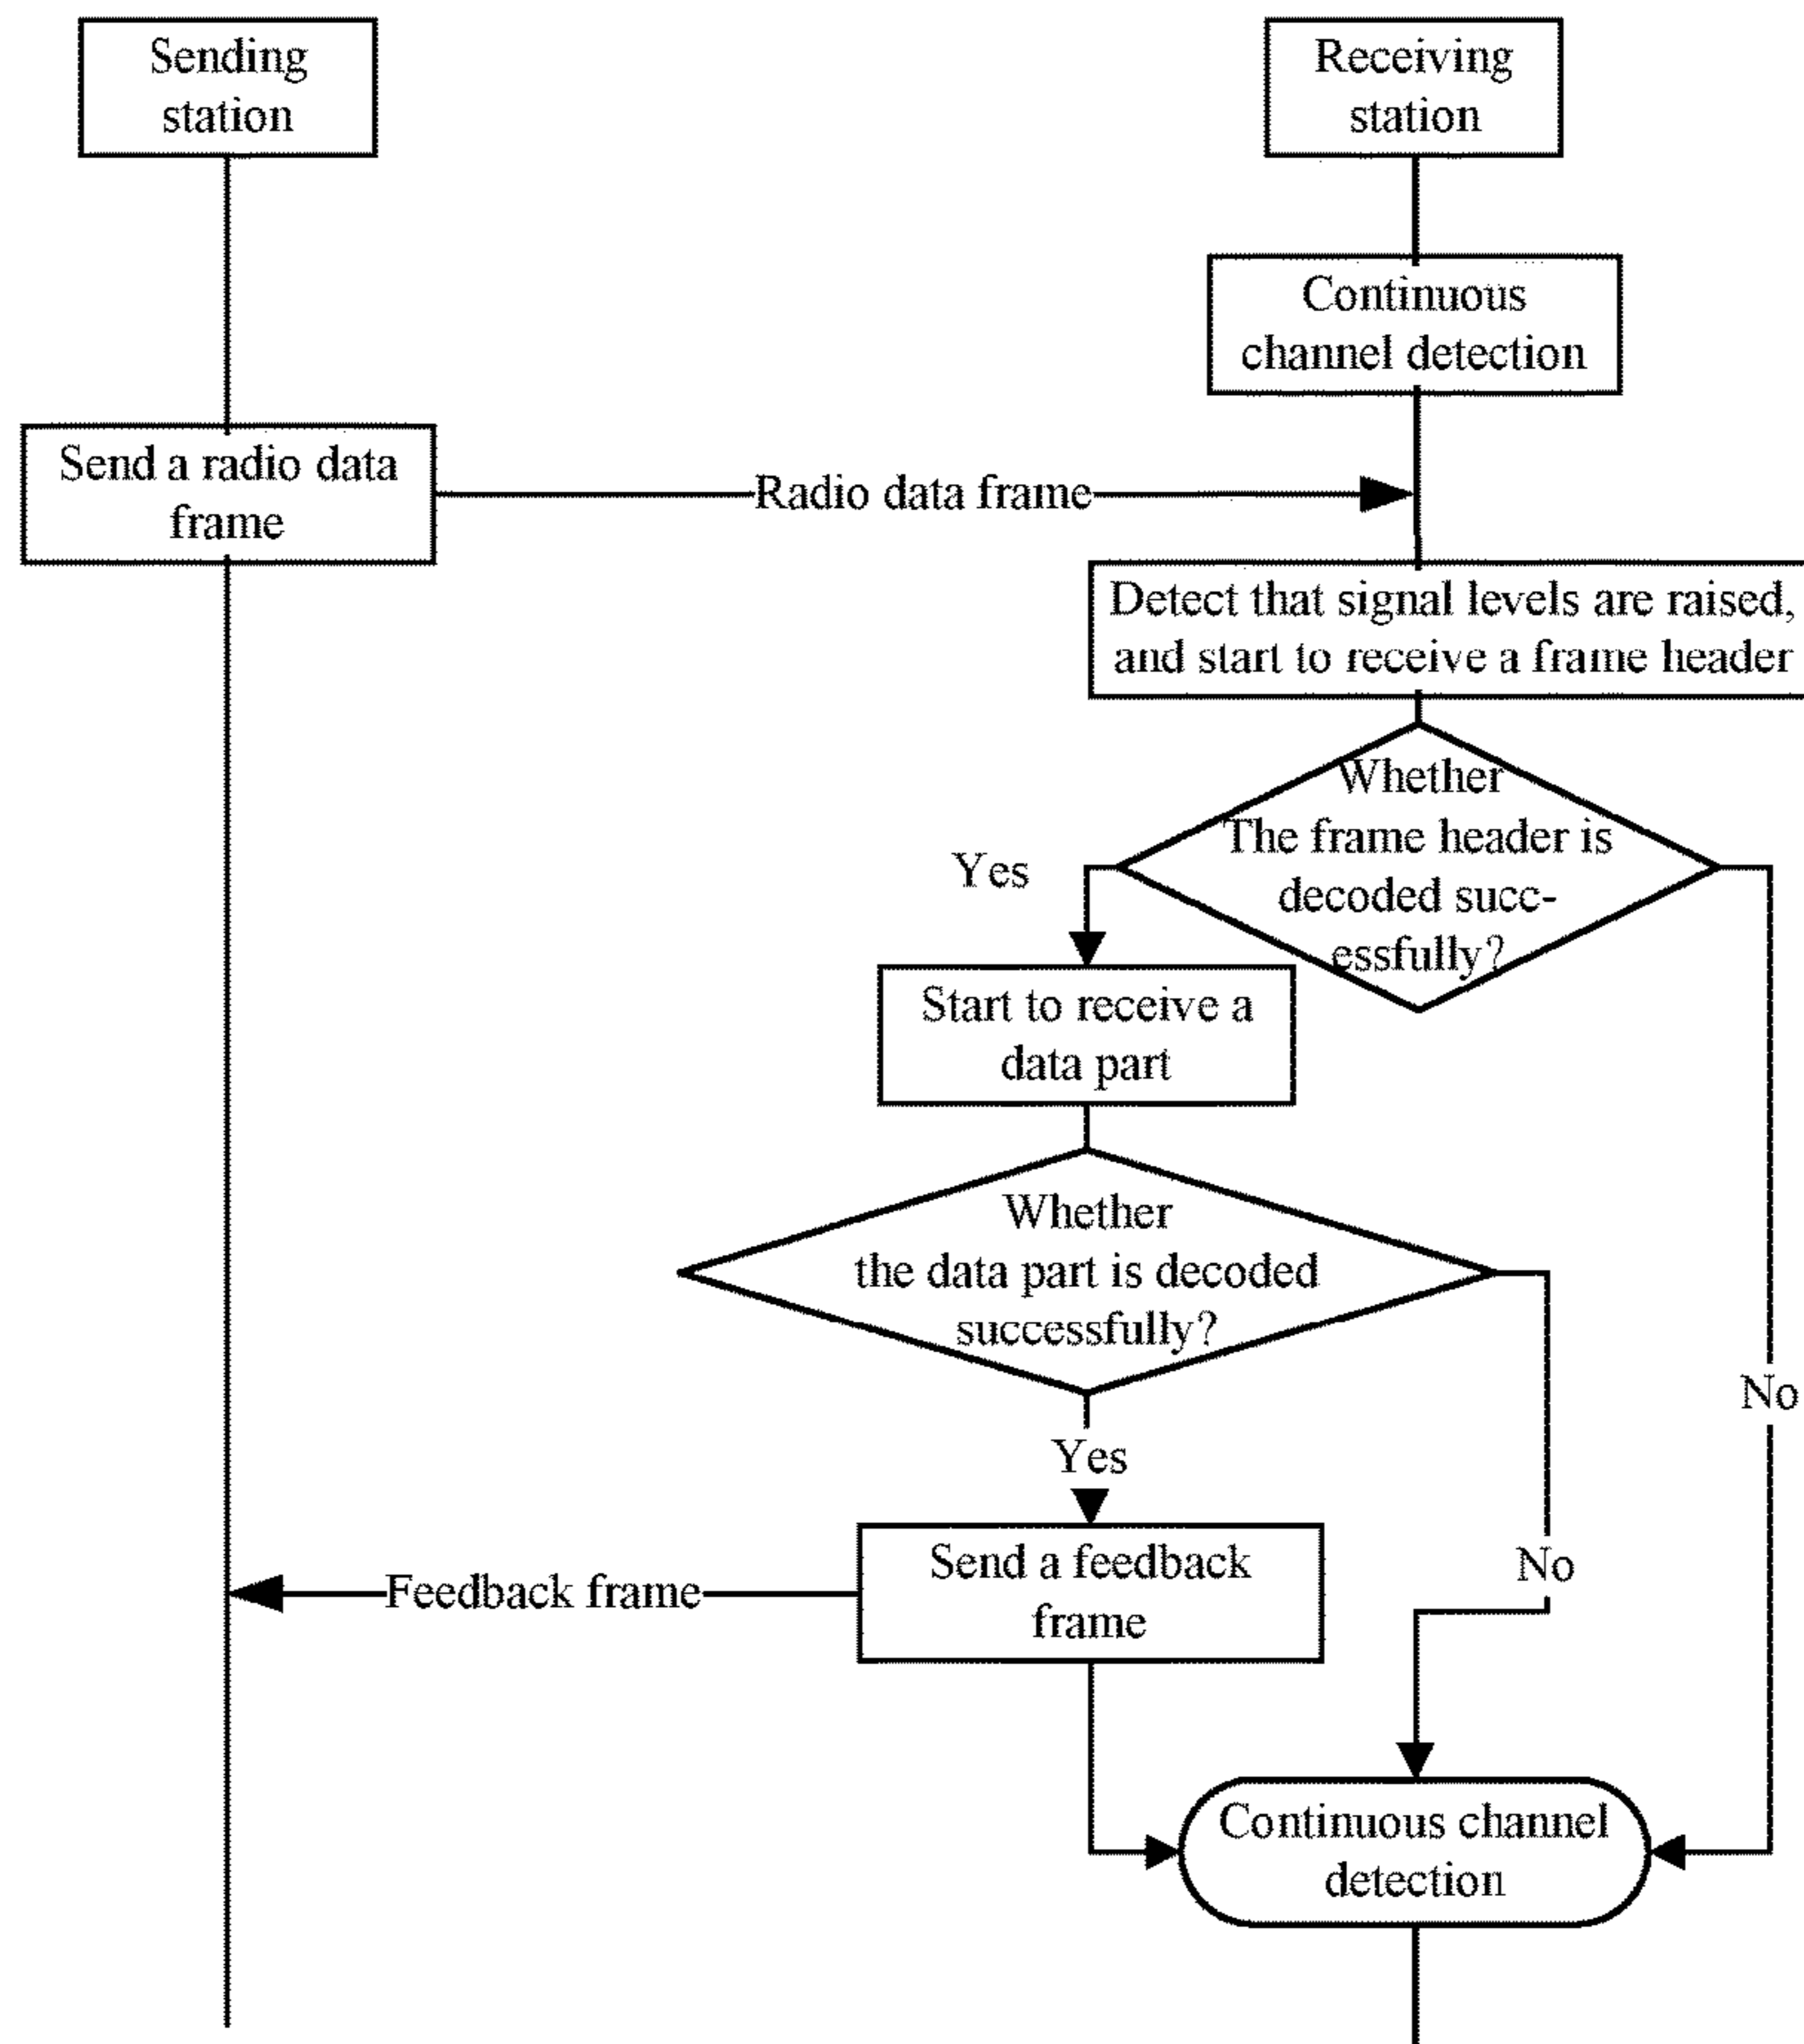 Sending
station
Receiving
station
Continuous
channel detection
Send a radio data
frame
Radio data frame
Detect that signal levels are raised,
and start to receive a frame header
Whether
The frame header is
decoded succ-
essfully?
Yes
Start to receive a
data part
Whether
the data part is decoded
successfully?
No
Yes
Send a feedback
frame
No
Feedback frame
Continuous channel
detection